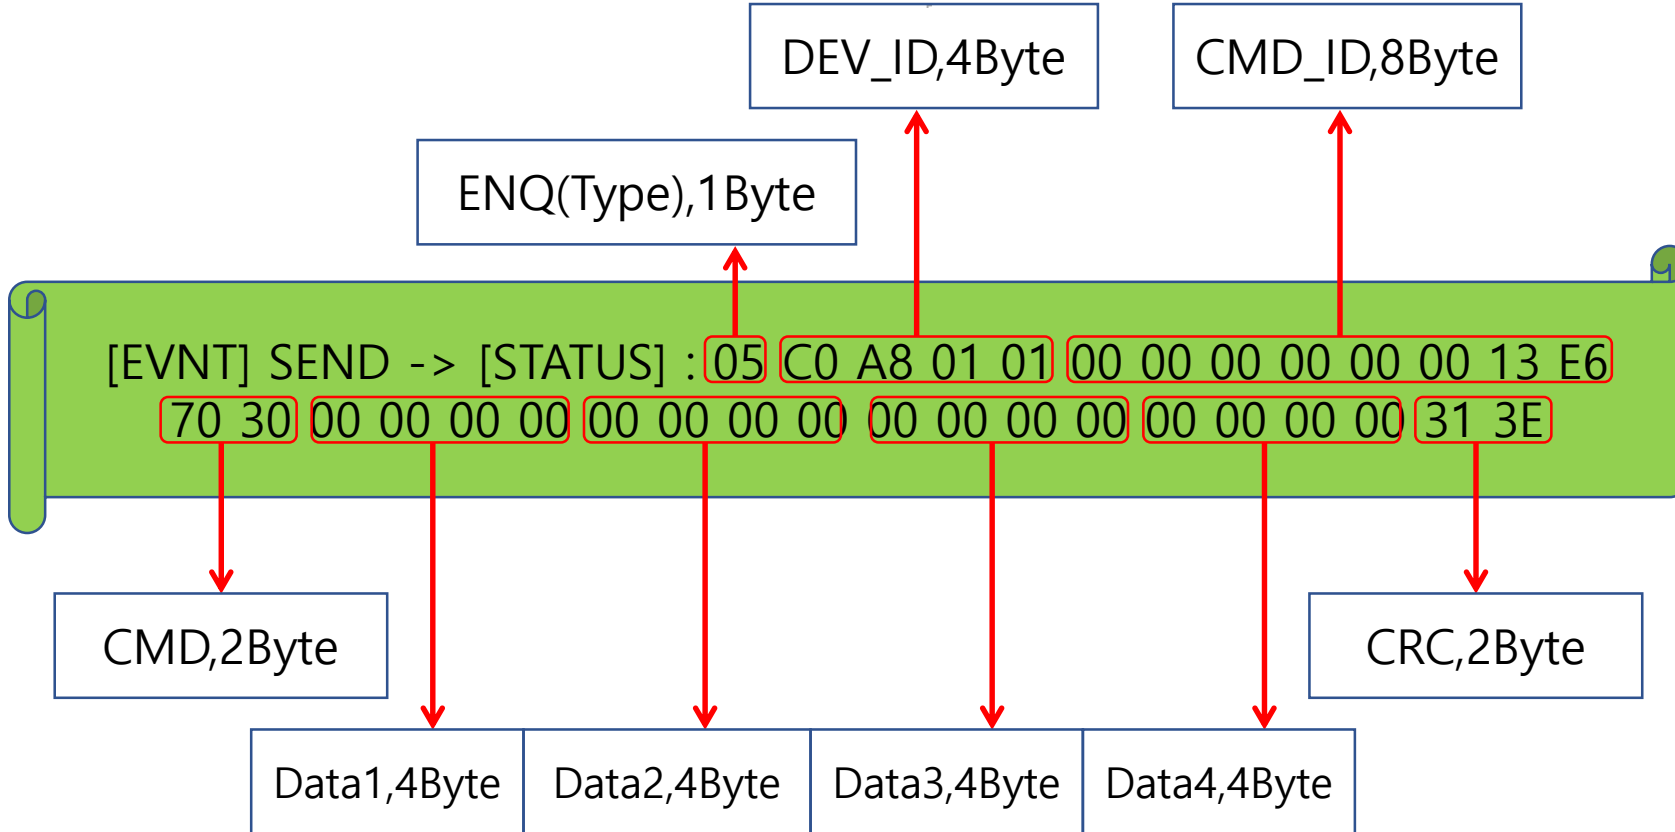 DEV_ID,4Byte
CMD_ID,8Byte
ENQ(Type),1Byte
[EVNT] SEND -> [STATUS] : 05 C0 A8 01 01 00 00 00 00 00 00 13 E6
70 30 00 00 00 00 00 00 00 00 00 00 00 00 00 00 00 00 31 3E
CMD,2Byte
CRC,2Byte
Data1,4Byte
Data2,4Byte
Data3,4Byte
Data4,4Byte